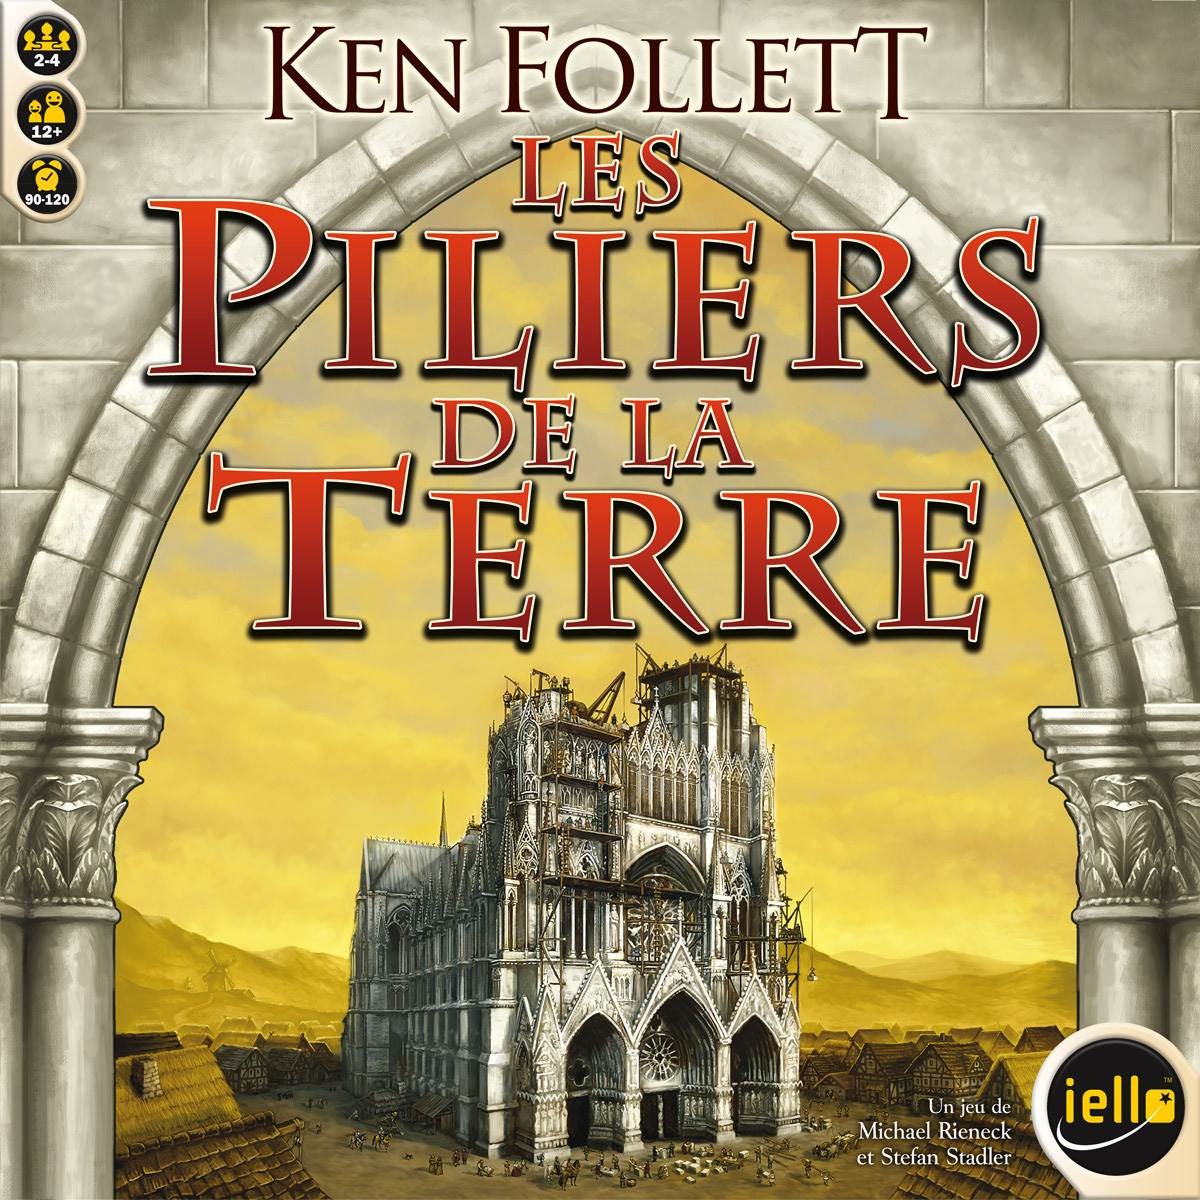 2-4
12+
90-120
KEN FOLLETT
LES
PILIERS
DE LA
TERRE
Un jeu de
Michael Rieneck
et Stefan Stadler
iello™